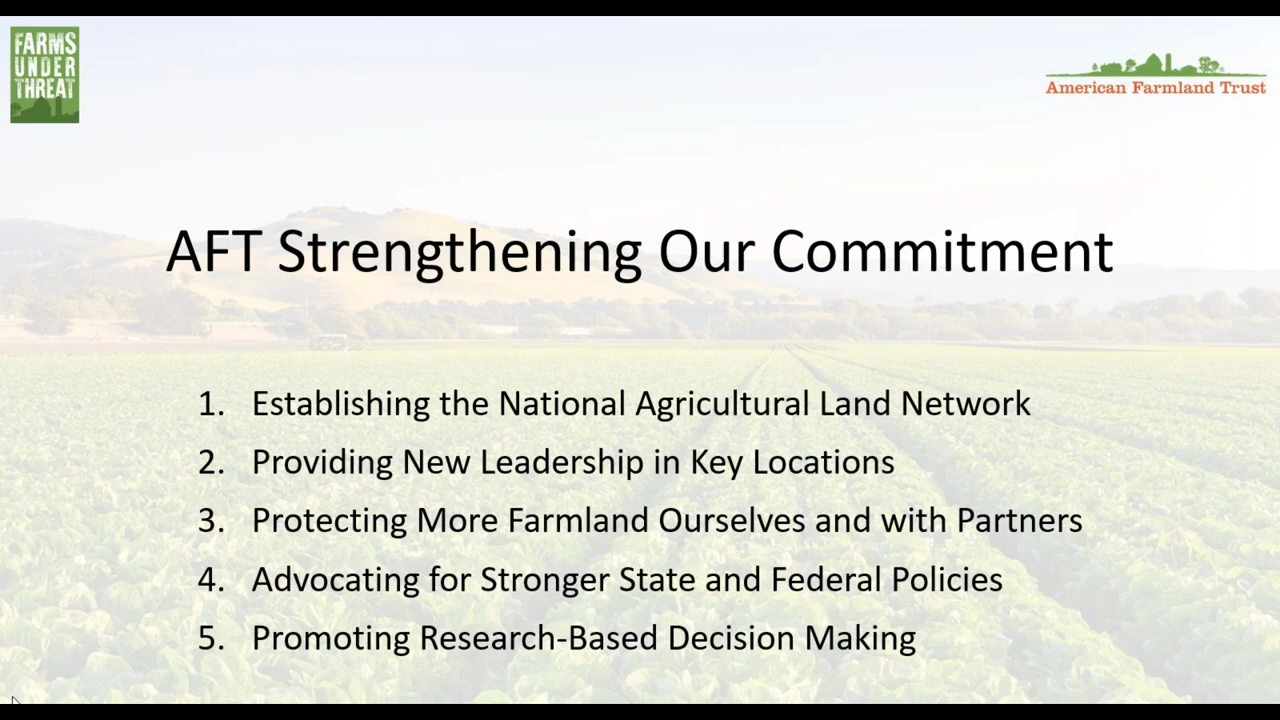 FARMS
UNDER
THREAT
American Farmland Trust
AFT Strengthening Our Commitment
1. Establishing the National Agricultural Land Network
2. Providing New Leadership in Key Locations
3. Protecting More Farmland Ourselves and with Partners
4. Advocating for Stronger State and Federal Policies
5. Promoting Research-Based Decision Making